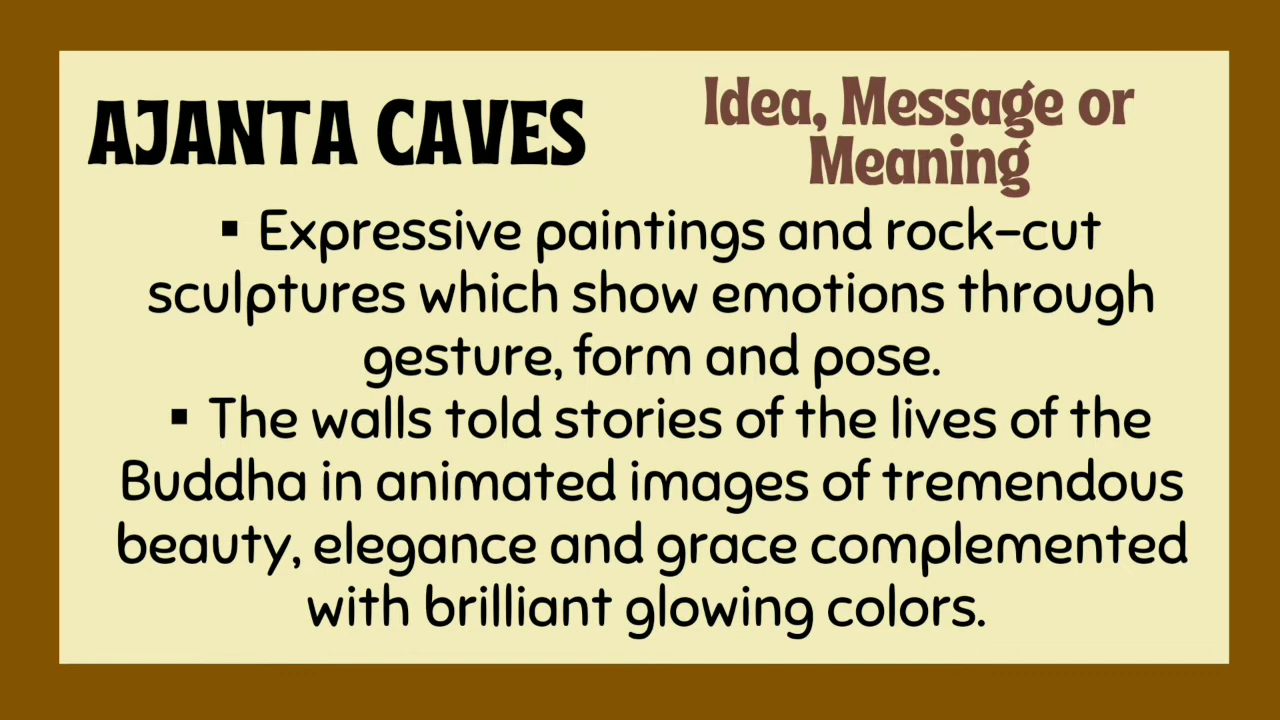 AJANTA CAVES
Idea, Message or
Meaning
▪ Expressive paintings and rock-cut
sculptures which show emotions through
gesture, form and pose.
▪ The walls told stories of the lives of the
Buddha in animated images of tremendous
beauty, elegance and grace complemented
with brilliant glowing colors.